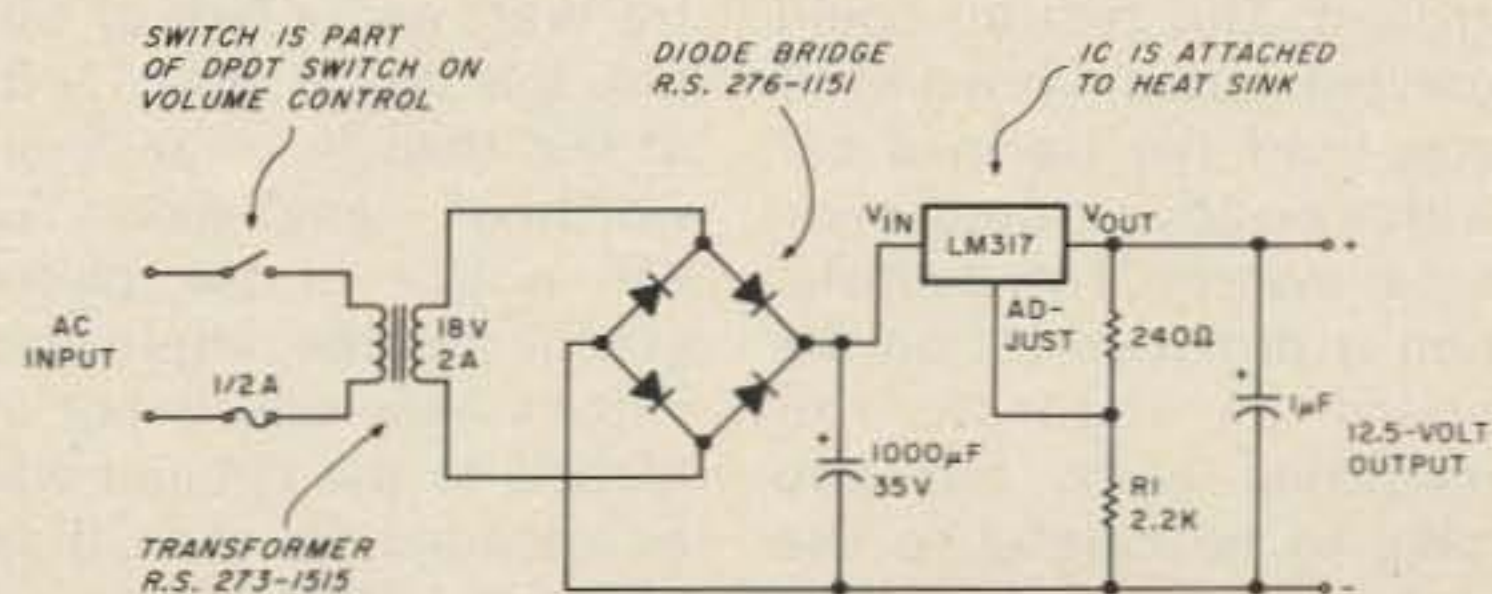 SWITCH IS PART
OF DPDT SWITCH ON
VOLUME CONTROL
DIODE BRIDGE
R.S. 276-1151
IC IS ATTACHED
TO HEAT SINK
VIN
LM317
VOUT
AD-
JUST
AC
INPUT
1/2A
18V
2A
240Ω
+
1µF
+
1000µF
35V
+
R1
2.2K
12.5-VOLT
OUTPUT
-
TRANSFORMER
R.S. 273-1515